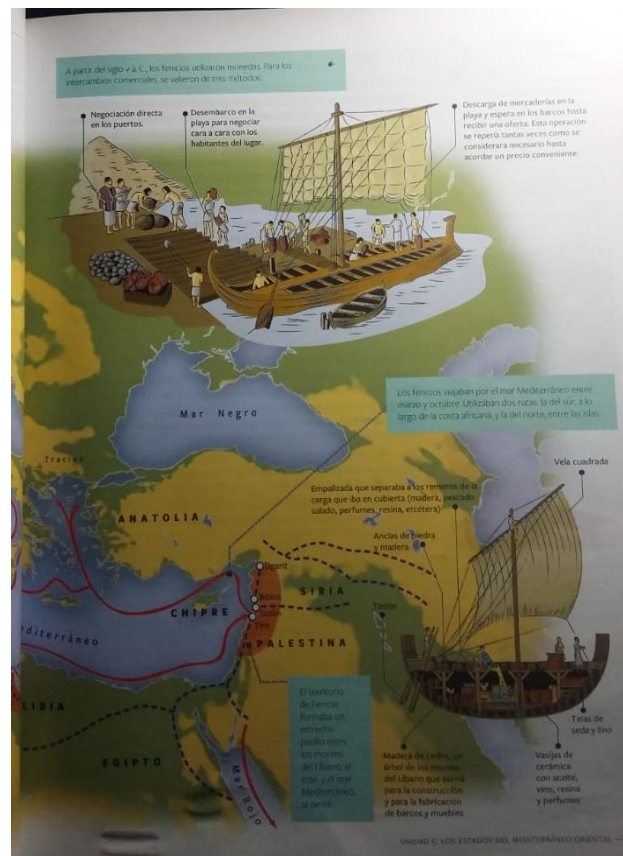 A partir del siglo V a. C., los fenicios utilizaron monedas. Para los
intercambios comerciales, se valieron de tres métodos:
Negociación directa
en los puertos.
Desembarco en la
playa para negociar
cara a cara con los
habitantes del lugar.
Descarga de mercaderías en la
playa y espera en los barcos hasta
recibir una oferta. Esta operación
se repetía tantas veces como se
considerara necesario hasta
acordar un precio conveniente.
Los fenicios viajaban por el mar Mediterráneo entre
marzo y octubre. Utilizaban dos rutas: la del sur, a lo
largo de la costa africana, y la del norte, entre las islas.
Mar Negro
Tracios
ANATOLIA
Vela cuadrada
Empalizada que separaba a los remeros de la
carga que iba en cubierta (madera, pescado
salado, perfumes, resina, etcétera)
Anclas de piedra
y madera
Ugarit
SIRIA
Biblos
CHIPRE
Sidón
Tiro
Timón
editerráneo
PALESTINA
LIBIA
EGIPTO
Mar Rojo
El territorio
de Fenicia
formaba un
estrecho
pasillo entre
los montes
del Líbano, al
este, y el mar
Mediterráneo,
al oeste.
Telas de
seda y lino
Madera de cedro, un
árbol de los montes
del Líbano que servía
para la construcción
y para la fabricación
de barcos y muebles
Vasijas de
cerámica
con aceite,
vino, resina
y perfumes
UNIDAD 5: LOS ESTADOS DEL MEDITERRÁNEO ORIENTAL